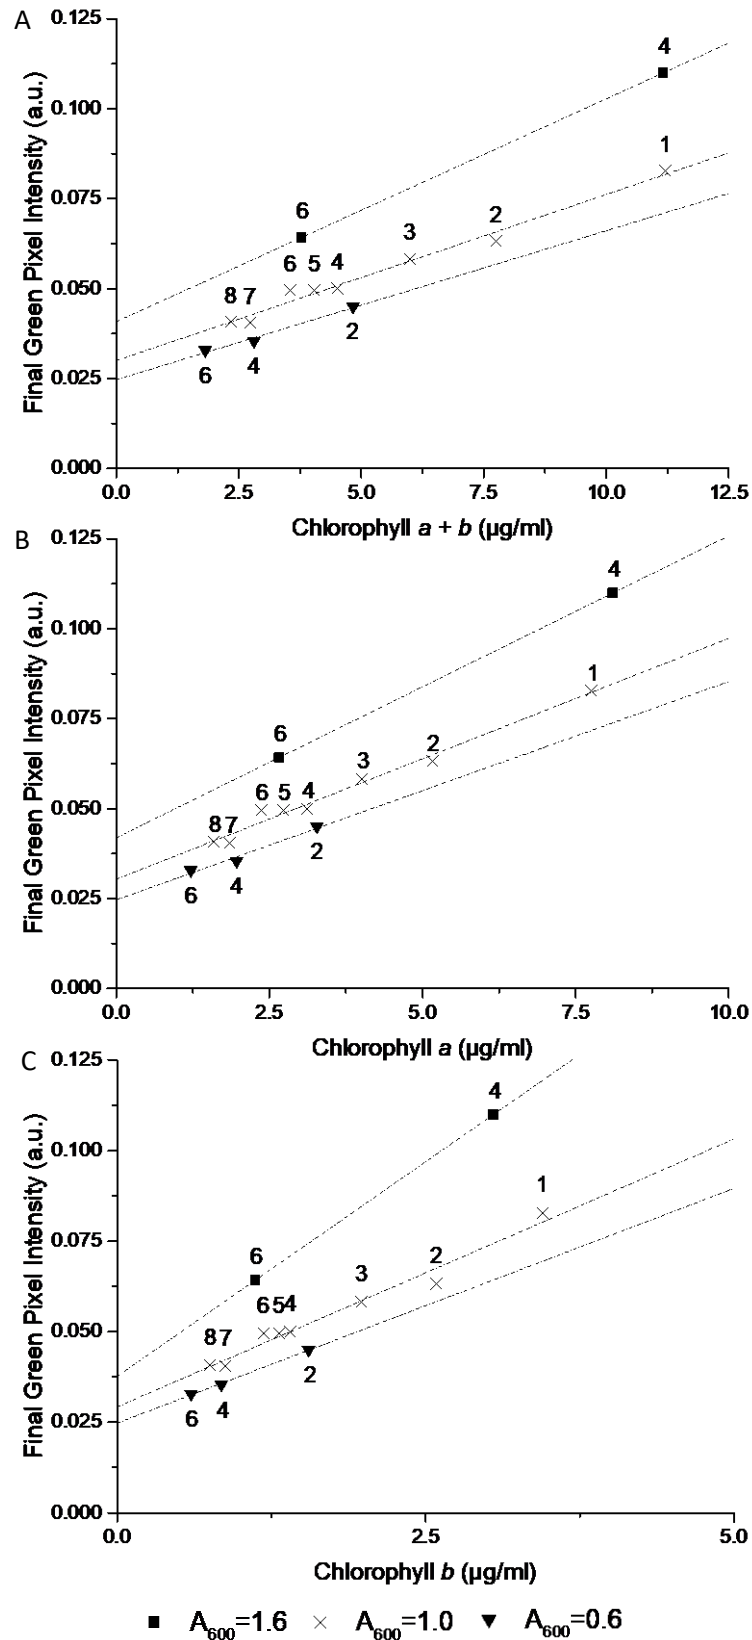 A
Final Green Pixel Intensity (a.u.)
0.125
0.100
0.075
0.050
0.025
0.000
4
1
6
2
3
6 5 4
8 7
2
6 4
0.0 2.5 5.0 7.5 10.0 12.5
Chlorophyll a + b (µg/ml)
B
Final Green Pixel Intensity (a.u.)
0.125
0.100
0.075
0.050
0.025
0.000
4
1
6
2
3
6 5 4
8 7
2
6 4
0.0 2.5 5.0 7.5 10.0
Chlorophyll a (µg/ml)
C
Final Green Pixel Intensity (a.u.)
0.125
0.100
0.075
0.050
0.025
0.000
4
1
6
2
3
6 5 4
8 7
2
6 4
0.0 2.5 5.0
Chlorophyll b (µg/ml)
A600=1.6 A600=1.0 A600=0.6